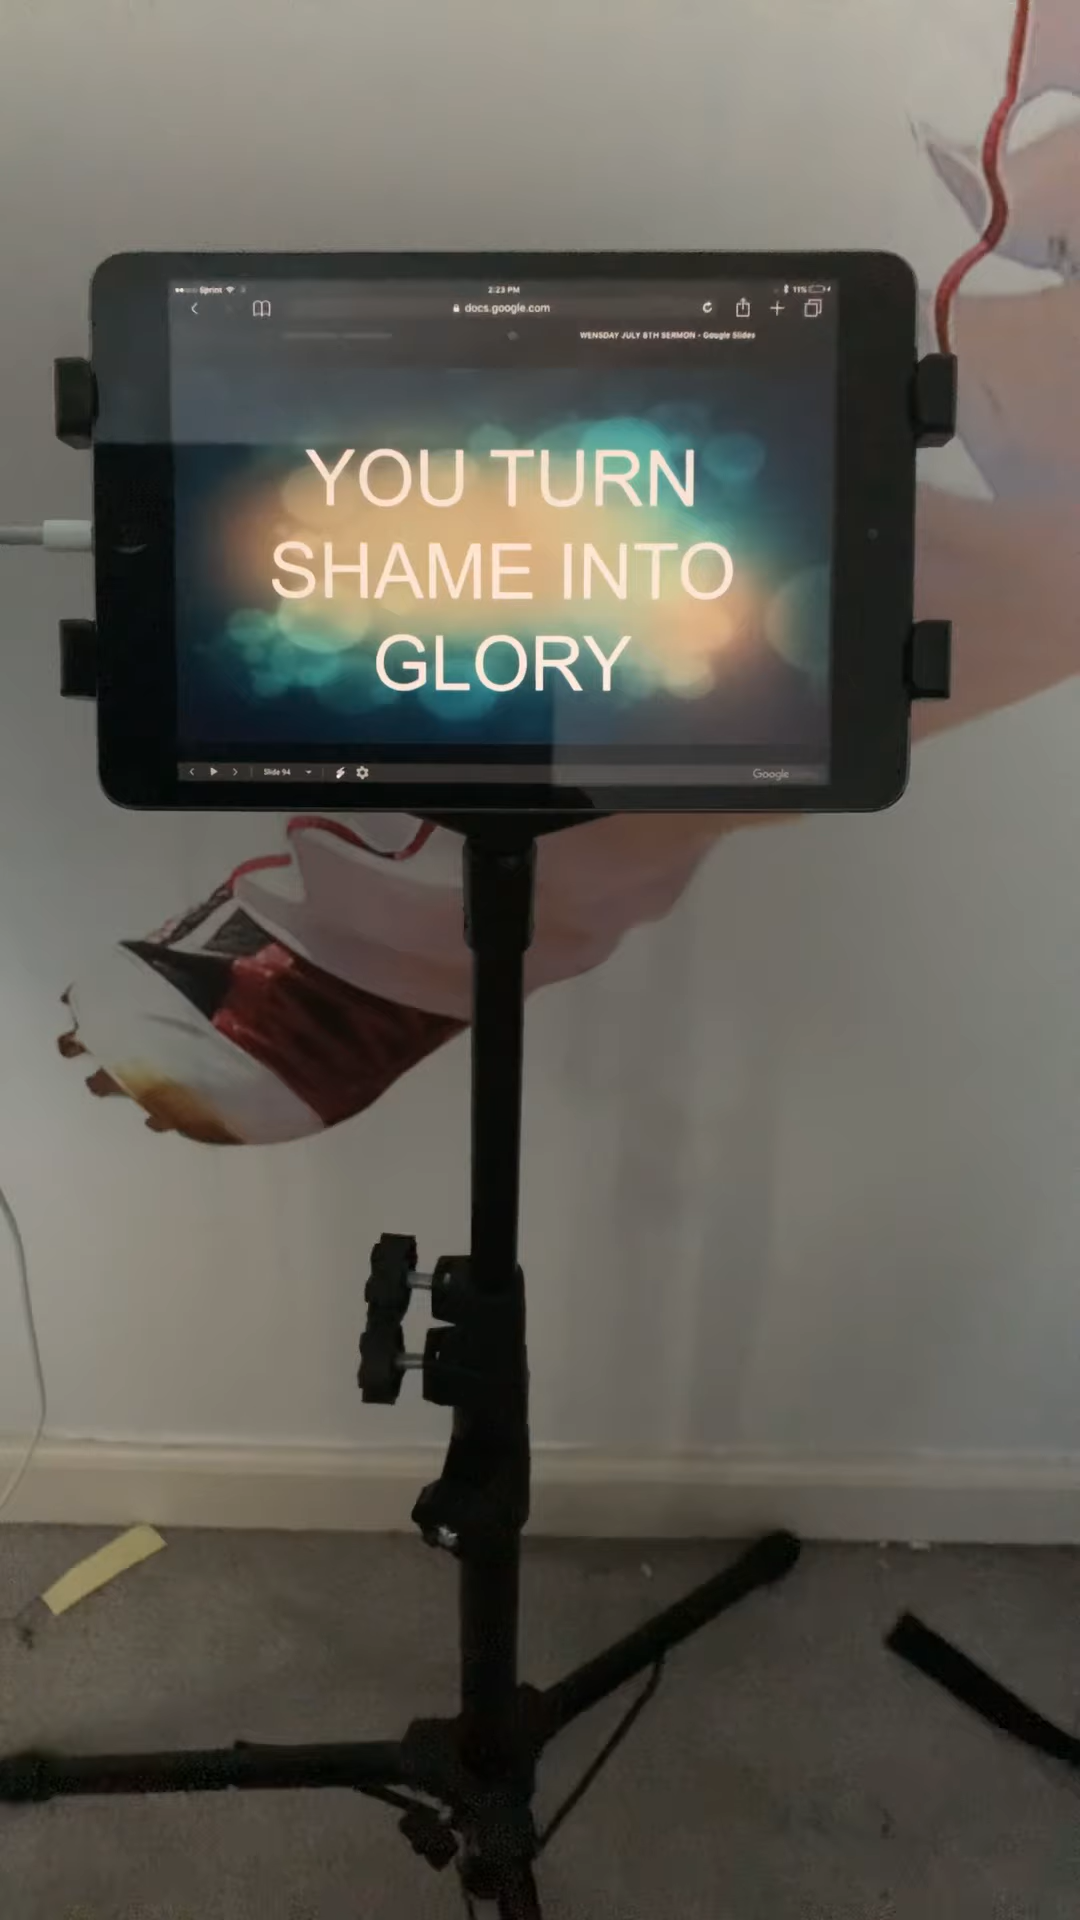 Sprint
2:23 PM
11%
docs.google.com
WENSDAY JULY 8TH SERMON - Google Slides
YOU TURN
SHAME INTO
GLORY
Slide 94
Google